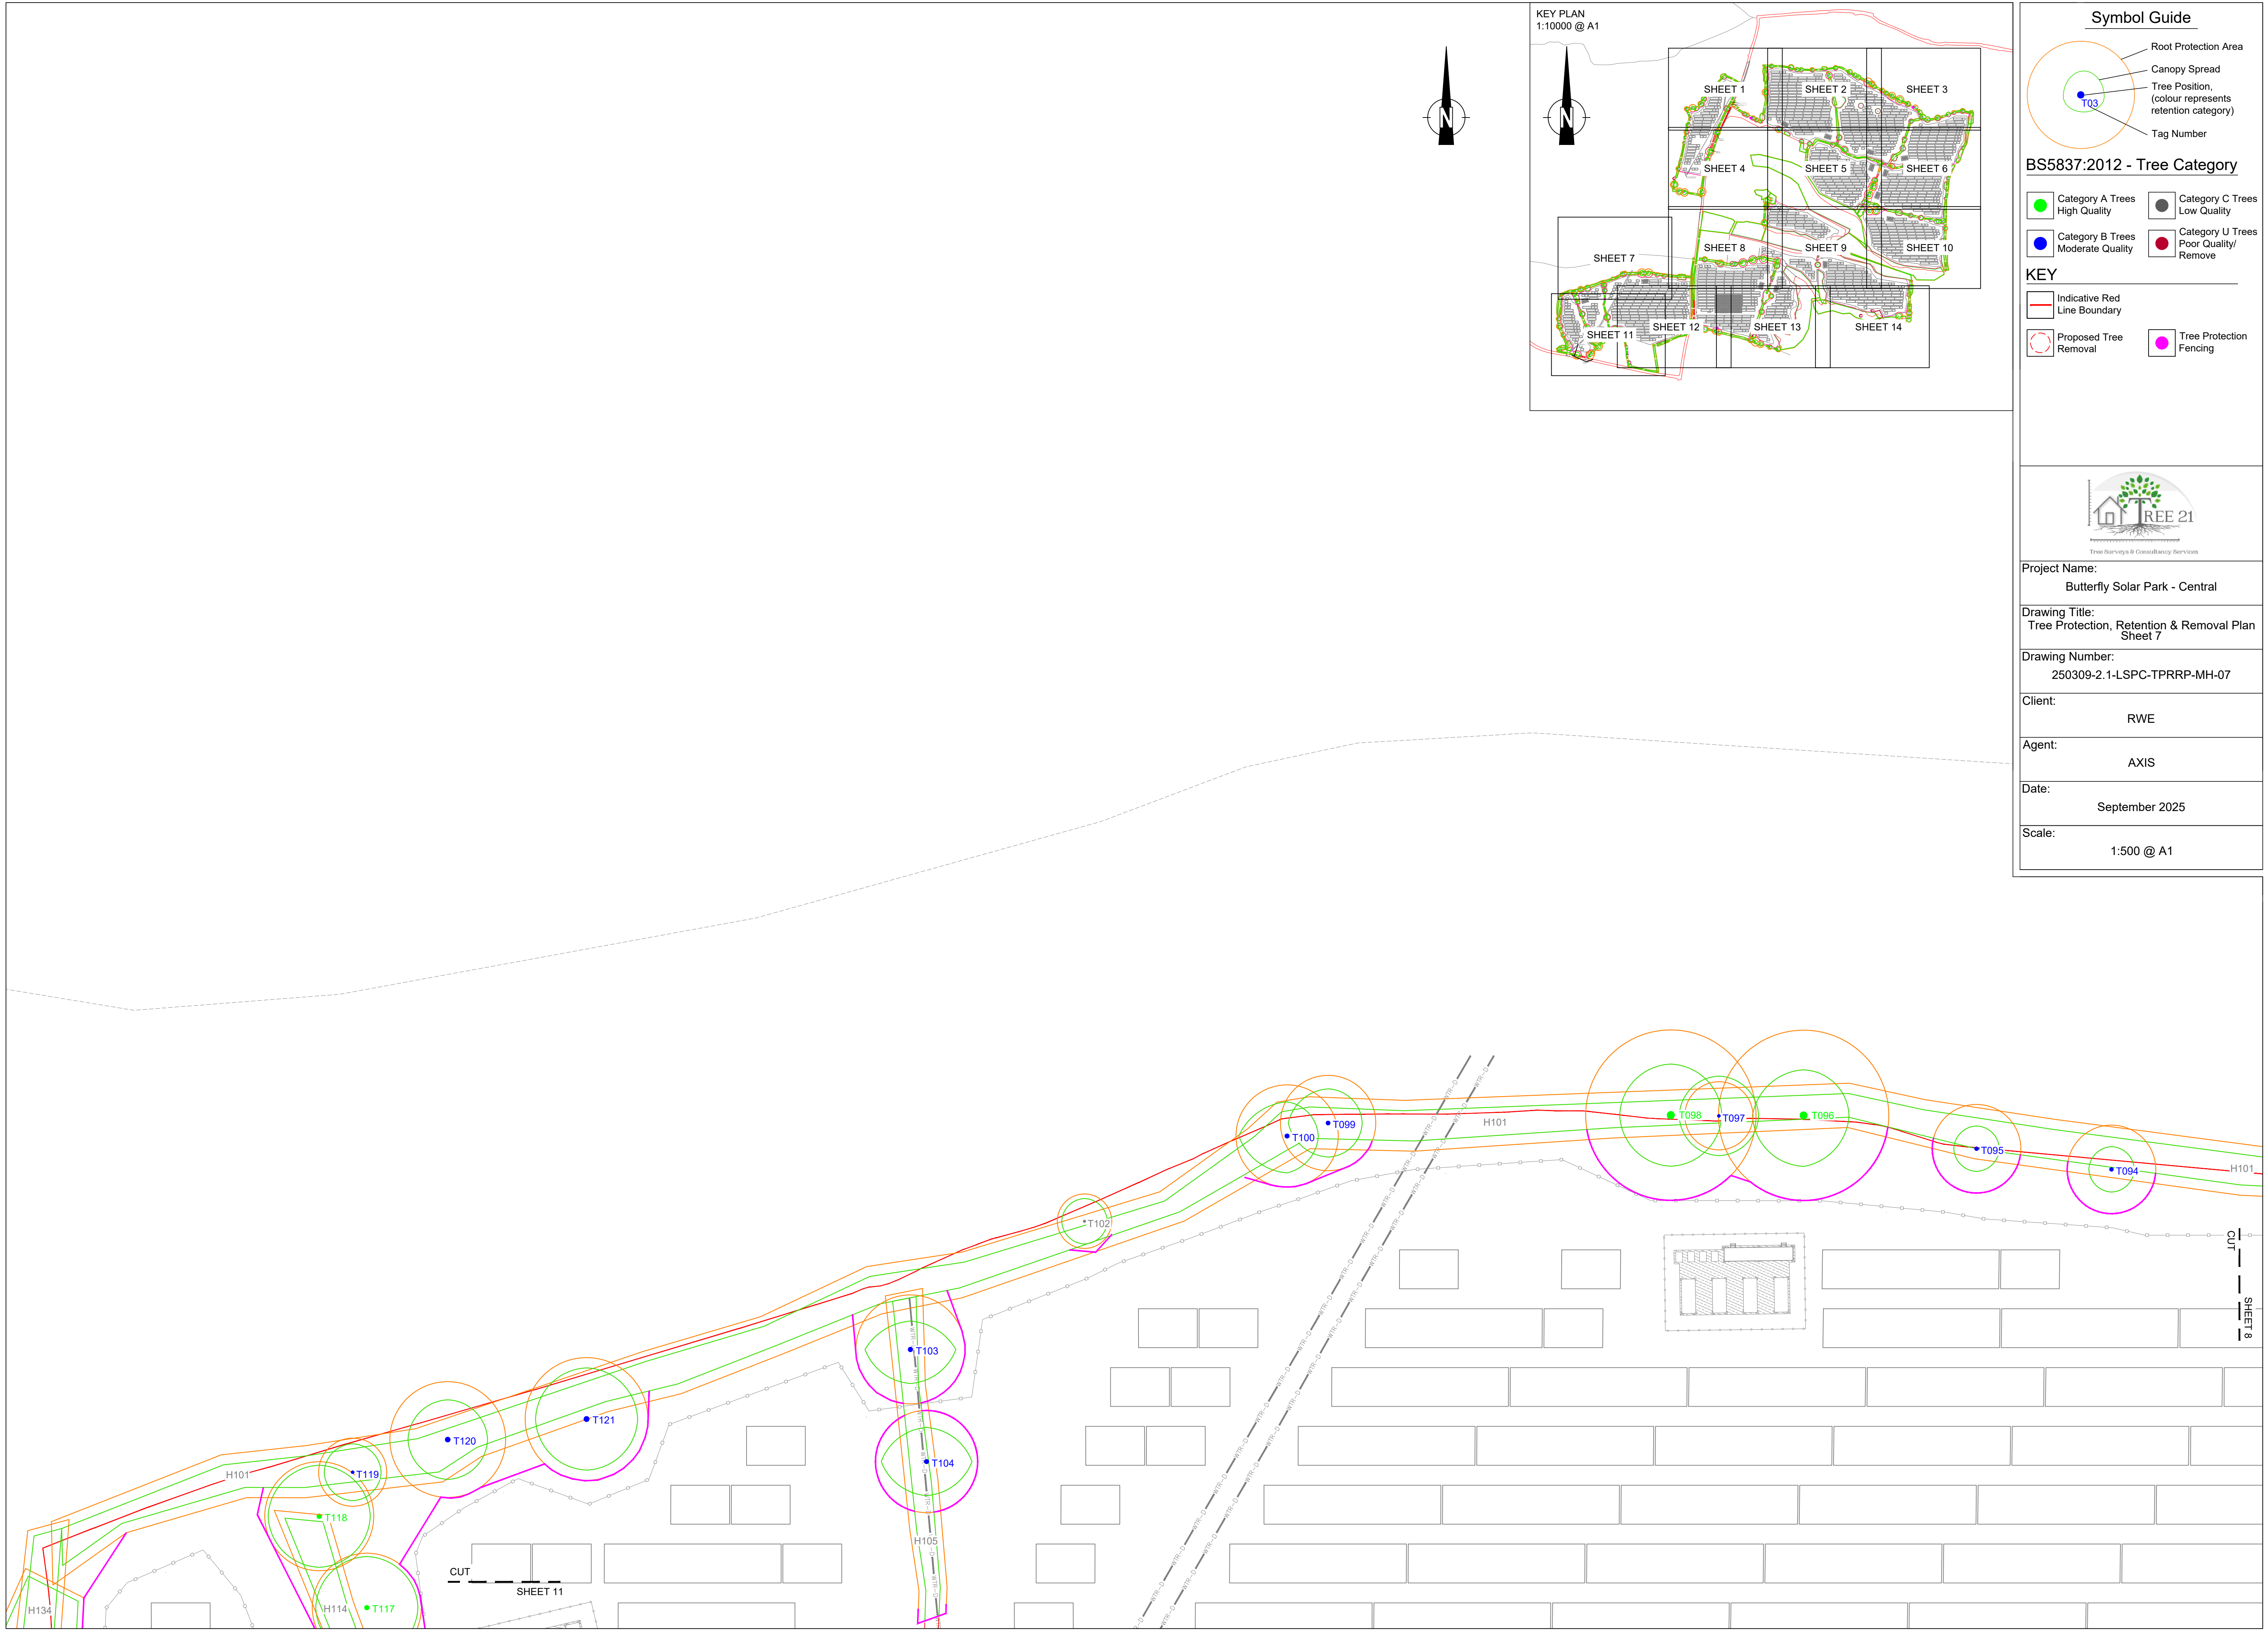 KEY PLAN
1:10000 @ A1
N
N
SHEET 1
SHEET 2
SHEET 3
SHEET 4
SHEET 5
SHEET 6
SHEET 7
SHEET 8
SHEET 9
SHEET 10
SHEET 11
SHEET 12
SHEET 13
SHEET 14
Symbol Guide
Root Protection Area
Canopy Spread
Tree Position,
(colour represents
retention category)
T03
Tag Number
BS5837:2012 - Tree Category
Category A Trees
High Quality
Category C Trees
Low Quality
Category B Trees
Moderate Quality
Category U Trees
Poor Quality/
Remove
KEY
Indicative Red
Line Boundary
Proposed Tree
Removal
Tree Protection
Fencing
TREE 21
Tree Surveys & Consultancy Services
Project Name:
Butterfly Solar Park - Central
Drawing Title:
Tree Protection, Retention & Removal Plan
Sheet 7
Drawing Number:
250309-2.1-LSPC-TPRRP-MH-07
Client:
RWE
Agent:
AXIS
Date:
September 2025
Scale:
1:500 @ A1
T098
T097
T096
T099
T100
H101
T095
T094
H101
T102
CUT
SHEET 8
T103
T121
T120
T104
H101
T119
T118
H105
CUT
SHEET 11
H134
H114
T117
WTR-D
WTR-D
WTR-D